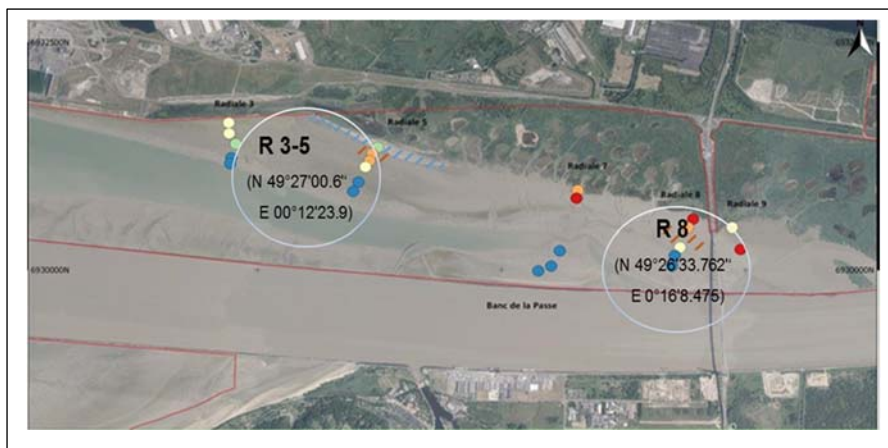 6932500N
N
Radiale 3
Radiale 5
R 3-5
(N 49°27'00.6"
E 00°12'23.9)
Radiale 7
Radiale 8
Radiale 9
R 8
(N 49°26'33.762"
E 0°16'8.475)
6930000N
6930000N
Banc de la Passe